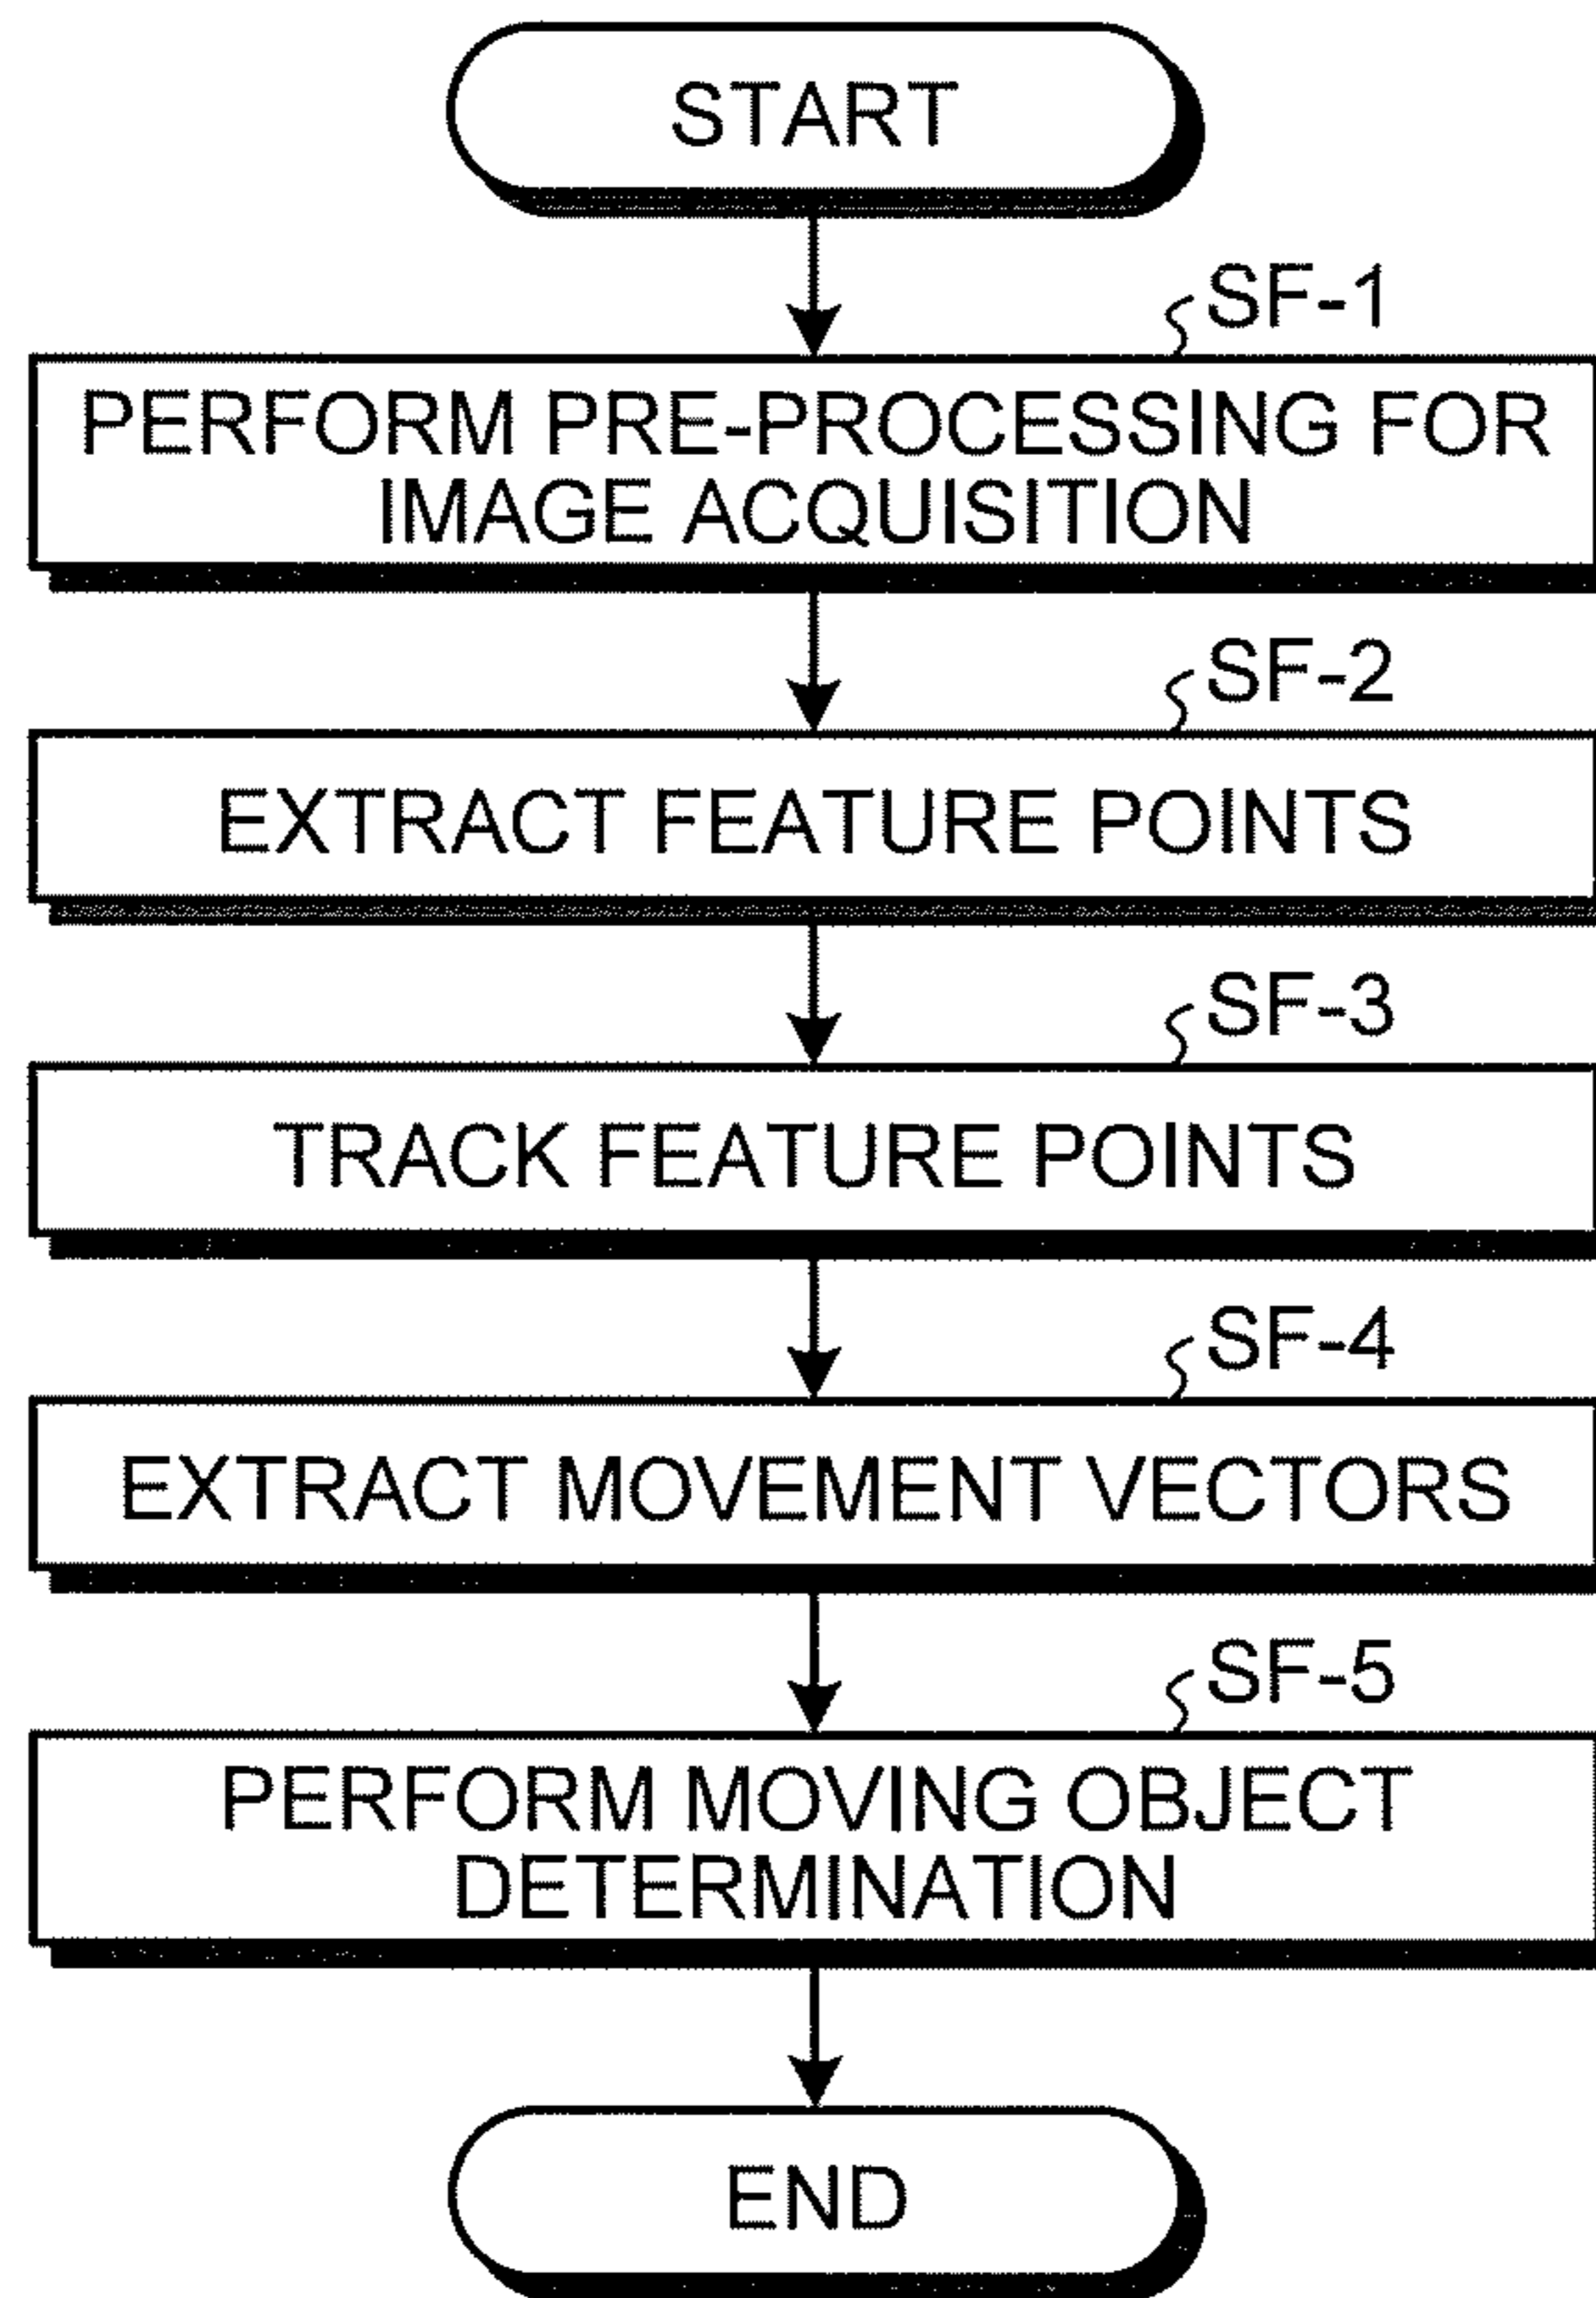 START
SF-1
PERFORM PRE-PROCESSING FOR
IMAGE ACQUISITION
SF-2
EXTRACT FEATURE POINTS
SF-3
TRACK FEATURE POINTS
SF-4
EXTRACT MOVEMENT VECTORS
SF-5
PERFORM MOVING OBJECT
DETERMINATION
END